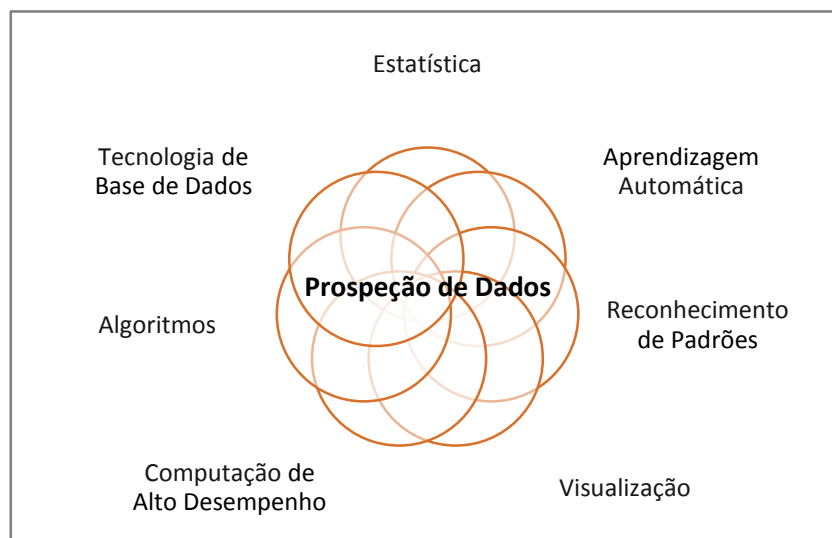 Estatística
Tecnologia de
Base de Dados
Aprendizagem
Automática
Prospeção de Dados
Algoritmos
Reconhecimento
de Padrões
Computação de
Alto Desempenho
Visualização